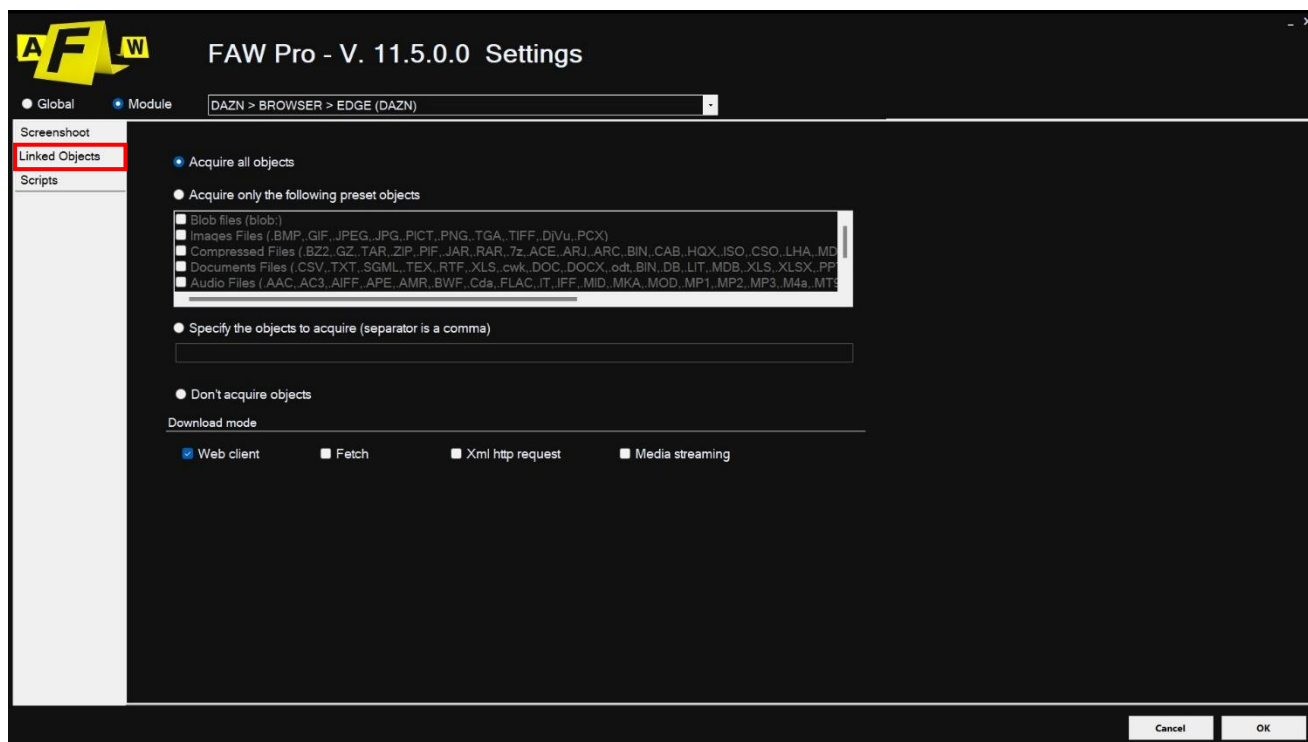 A F W
FAW Pro - V. 11.5.0.0 Settings
Global
Module
DAZN > BROWSER > EDGE (DAZN)
Screenshoot
Linked Objects
Scripts
Acquire all objects
Acquire only the following preset objects
Blob files (blob:)
Images Files (.BMP,.GIF,.JPEG,.JPG,.PICT,.PNG,.TGA,.TIFF,.DjVu,.PCX)
Compressed Files (.BZ2,.GZ,.TAR,.ZIP,.PIF,.JAR,.RAR,.7z,.ACE,.ARJ,.ARC,.BIN,.CAB,.HQX,.ISO,.CSO,.LHA,.MD
Documents Files (.CSV,.TXT,.SGML,.TEX,.RTF,.XLS,.cwk,.DOC,.DOCX,.odt,.BIN,.DB,.LIT,.MDB,.XLS,.XLSX,.PPT
Audio Files (.AAC,.AC3,.AIFF,.APE,.AMR,.BWF,.Cda,.FLAC,.IT,.IFF,.MID,.MKA,.MOD,.MP1,.MP2,.MP3,.M4a,.MT9
Specify the objects to acquire (separator is a comma)
Don't acquire objects
Download mode
Web client
Fetch
Xml http request
Media streaming
Cancel
OK